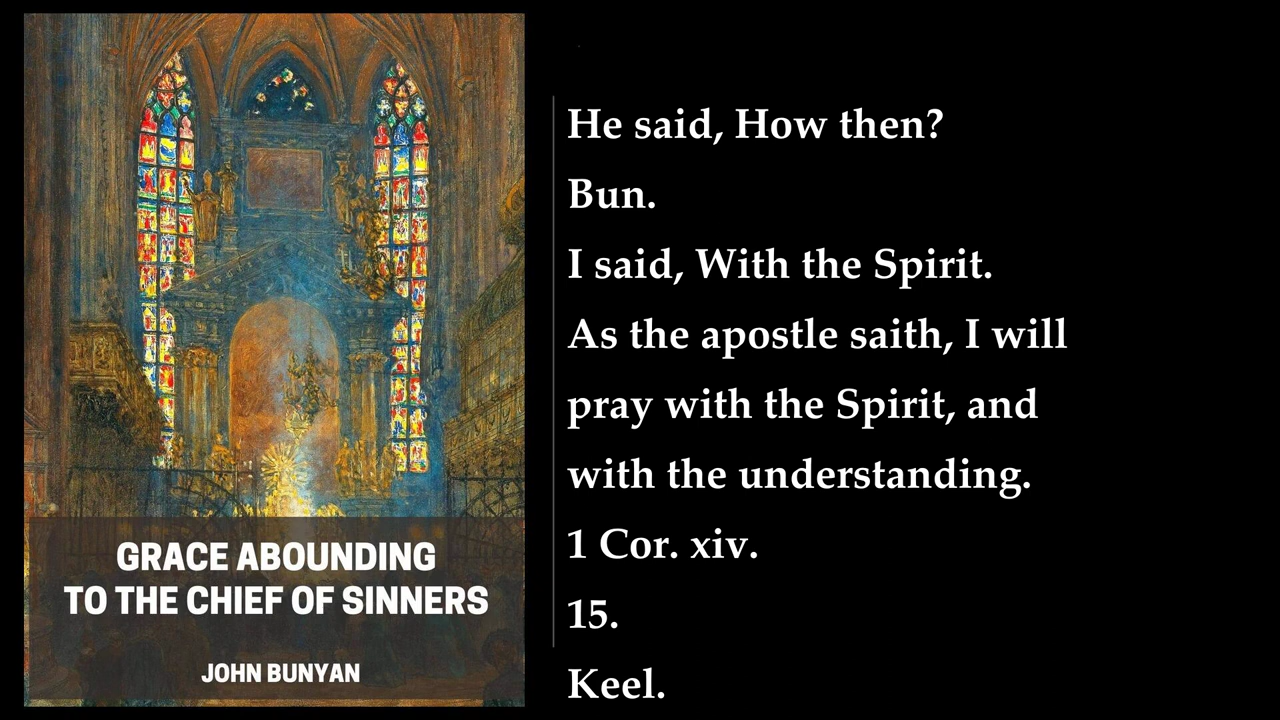 GRACE ABOUNDING
TO THE CHIEF OF SINNERS
JOHN BUNYAN
He said, How then?
Bun.
I said, With the Spirit.
As the apostle saith, I will
pray with the Spirit, and
with the understanding.
1 Cor. xiv.
15.
Keel.